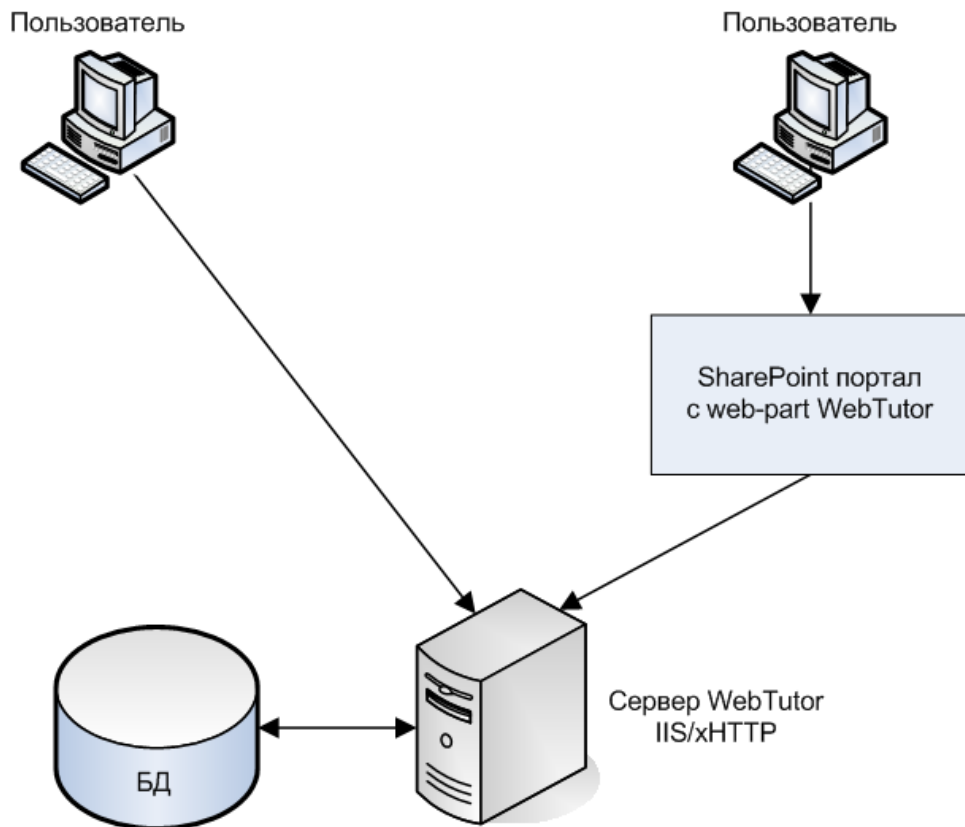 Пользователь
Пользователь
SharePoint портал
с web-part WebTutor
Сервер WebTutor
IIS/xHTTP
БД